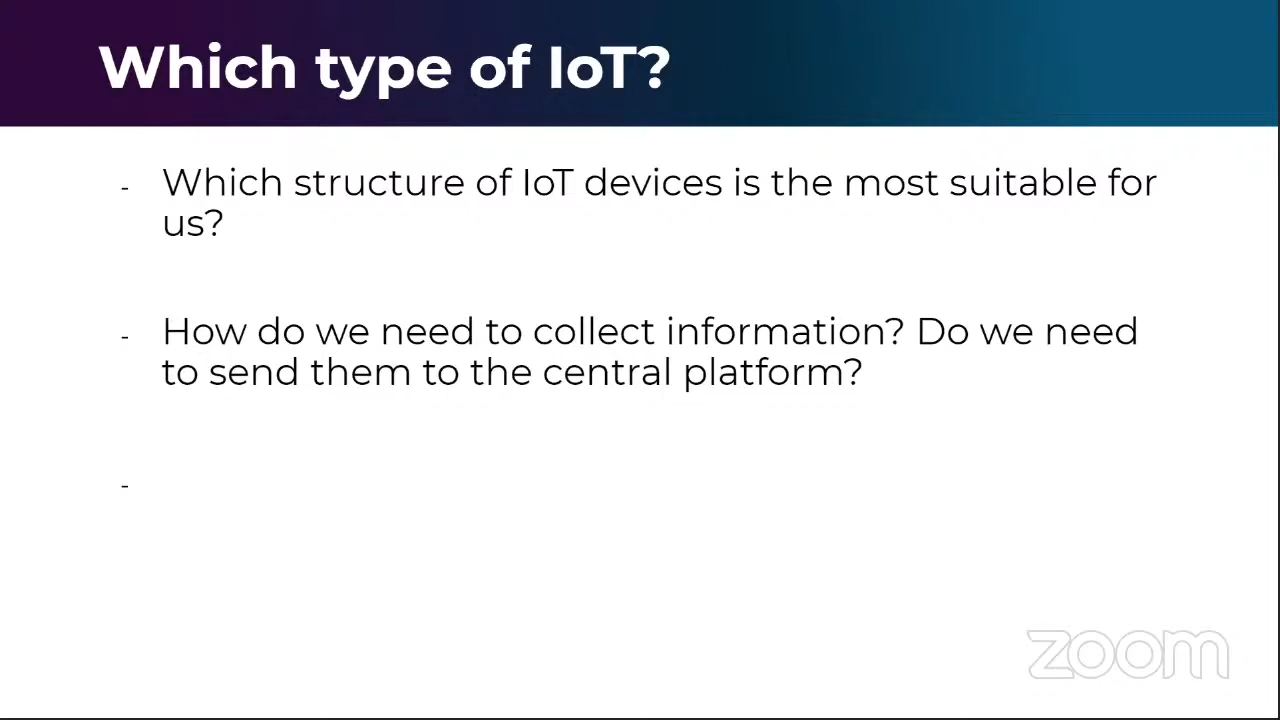 Which type of IoT?
- Which structure of IoT devices is the most suitable for
us?
- How do we need to collect information? Do we need
to send them to the central platform?
-
zoom